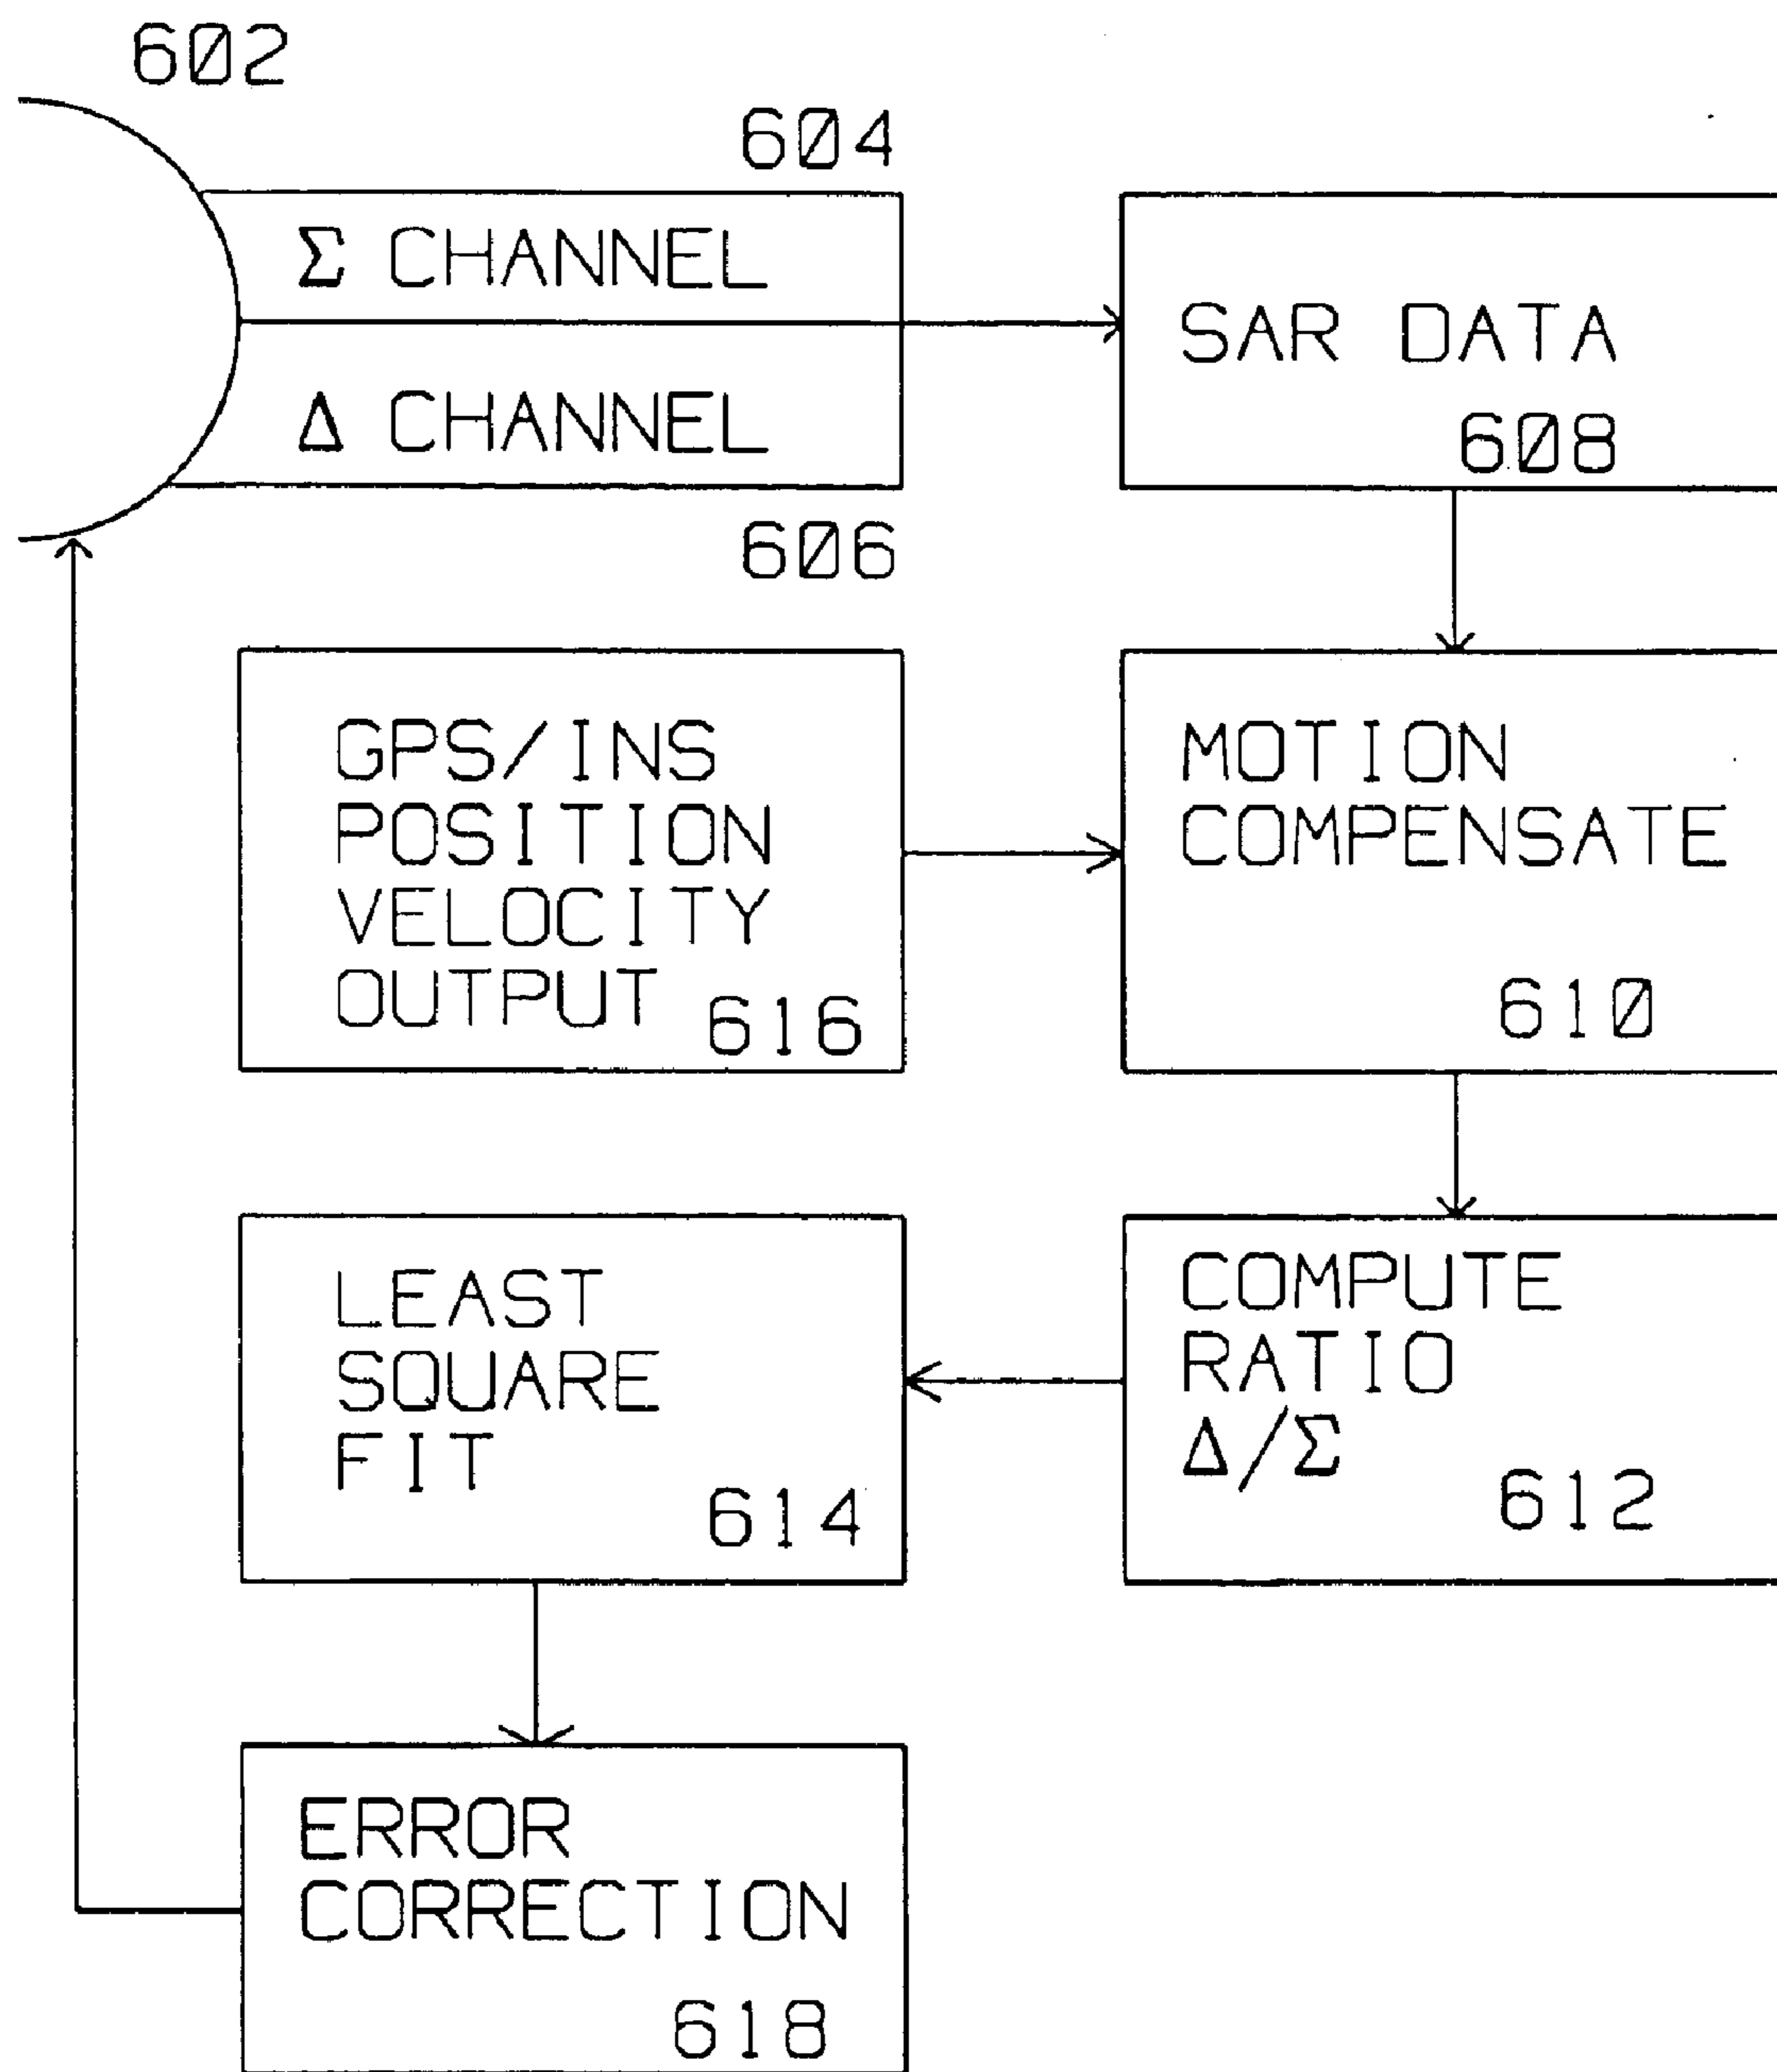 602
604
Σ CHANNEL
Δ CHANNEL
606
SAR DATA
608
GPS/INS
POSITION
VELOCITY
OUTPUT 616
MOTION
COMPENSATE
610
LEAST
SQUARE
FIT
614
COMPUTE
RATIO
Δ/Σ
612
ERROR
CORRECTION
618